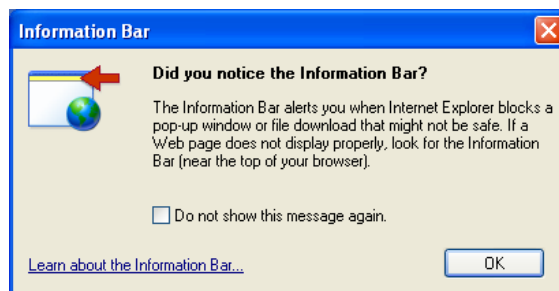 Information Bar
Did you notice the Information Bar?
The Information Bar alerts you when Internet Explorer blocks a
pop-up window or file download that might not be safe. If a
Web page does not display properly, look for the Information
Bar (near the top of your browser).
Do not show this message again.
Learn about the Information Bar...
OK